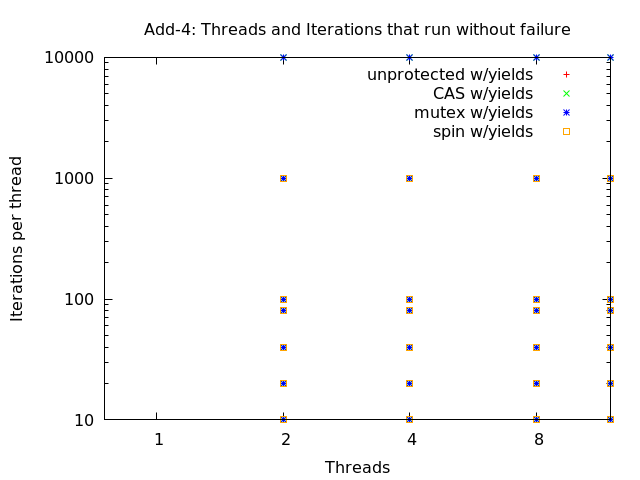 Add-4: Threads and Iterations that run without failure
10000
unprotected w/yields
CAS w/yields
mutex w/yields
spin w/yields
1000
Iterations per thread
100
10
1 2 4 8
Threads